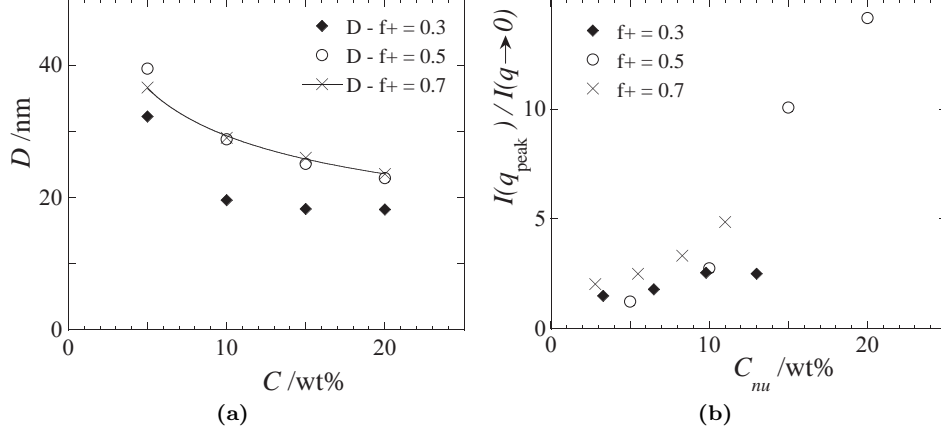 D /nm
40
20
0
D - f+ = 0.3
D - f+ = 0.5
D - f+ = 0.7
0
10
20
C /wt%
(a)
I(q_peak) / I(q→0)
10
5
0
f+ = 0.3
f+ = 0.5
f+ = 0.7
0
10
20
C_nu /wt%
(b)